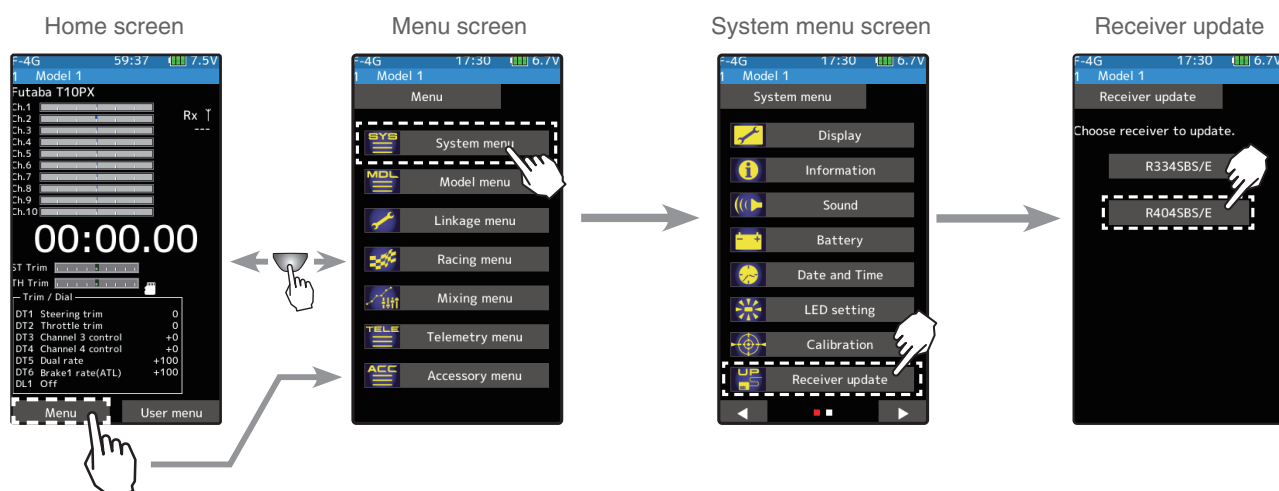 Home screen
F-4G 59:37 7.5V
1 Model 1
Futaba T10PX
Ch.1
Ch.2
Ch.3
Ch.4
Ch.5
Ch.6
Ch.7
Ch.8
Ch.9
Ch.10
Rx
---
00:00.00
ST Trim
TH Trim
Trim / Dial
DT1 Steering trim 0
DT2 Throttle trim 0
DT3 Channel 3 control +0
DT4 Channel 4 control +0
DT5 Dual rate +100
DT6 Brake1 rate(ATL) +100
DL1 Off
Menu User menu
Menu screen
F-4G 17:30 6.7V
1 Model 1
Menu
SYS System menu
MDL Model menu
Linkage menu
Racing menu
Mixing menu
TELE Telemetry menu
ACC Accessory menu
System menu screen
F-4G 17:30 6.7V
1 Model 1
System menu
Display
Information
Sound
Battery
Date and Time
LED setting
Calibration
UP Receiver update
Receiver update
F-4G 17:30 6.7V
1 Model 1
Receiver update
Choose receiver to update.
R334SBS/E
R404SBS/E